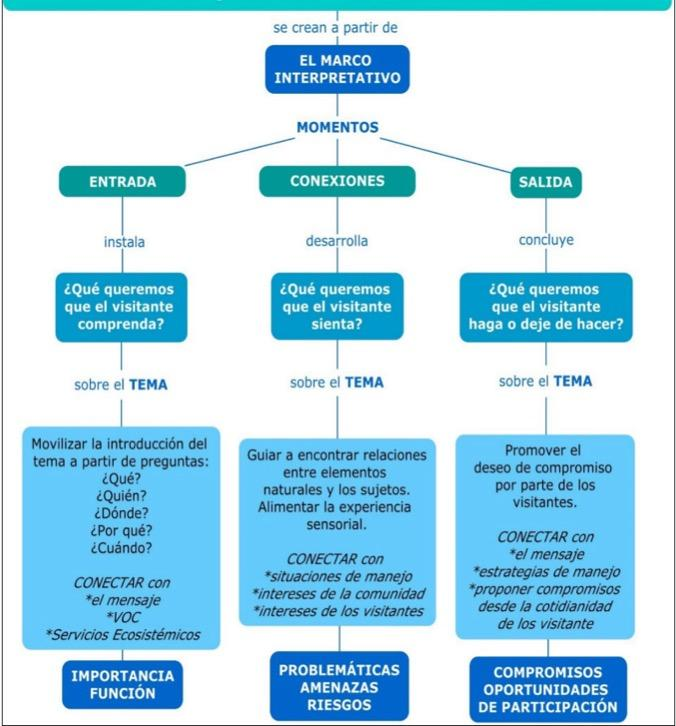 se crean a partir de
EL MARCO
INTERPRETATIVO
MOMENTOS
ENTRADA
instala
¿Qué queremos
que el visitante
comprenda?
sobre el TEMA
Movilizar la introducción del
tema a partir de preguntas:
¿Qué?
¿Quién?
¿Dónde?
¿Por qué?
¿Cuándo?
CONECTAR con
*el mensaje
*VOC
*Servicios Ecosistémicos
IMPORTANCIA
FUNCIÓN
CONEXIONES
desarrolla
¿Qué queremos
que el visitante
sienta?
sobre el TEMA
Guiar a encontrar relaciones
entre elementos
naturales y los sujetos.
Alimentar la experiencia
sensorial.
CONECTAR con
*situaciones de manejo
*intereses de la comunidad
*intereses de los visitantes
PROBLEMÁTICAS
AMENAZAS
RIESGOS
SALIDA
concluye
¿Qué queremos
que el visitante
haga o deje de hacer?
sobre el TEMA
Promover el
deseo de compromiso
por parte de los
visitantes.
CONECTAR con
*el mensaje
*estrategias de manejo
*proponer compromisos
desde la cotidianidad
de los visitante
COMPROMISOS
OPORTUNIDADES
DE PARTICIPACIÓN